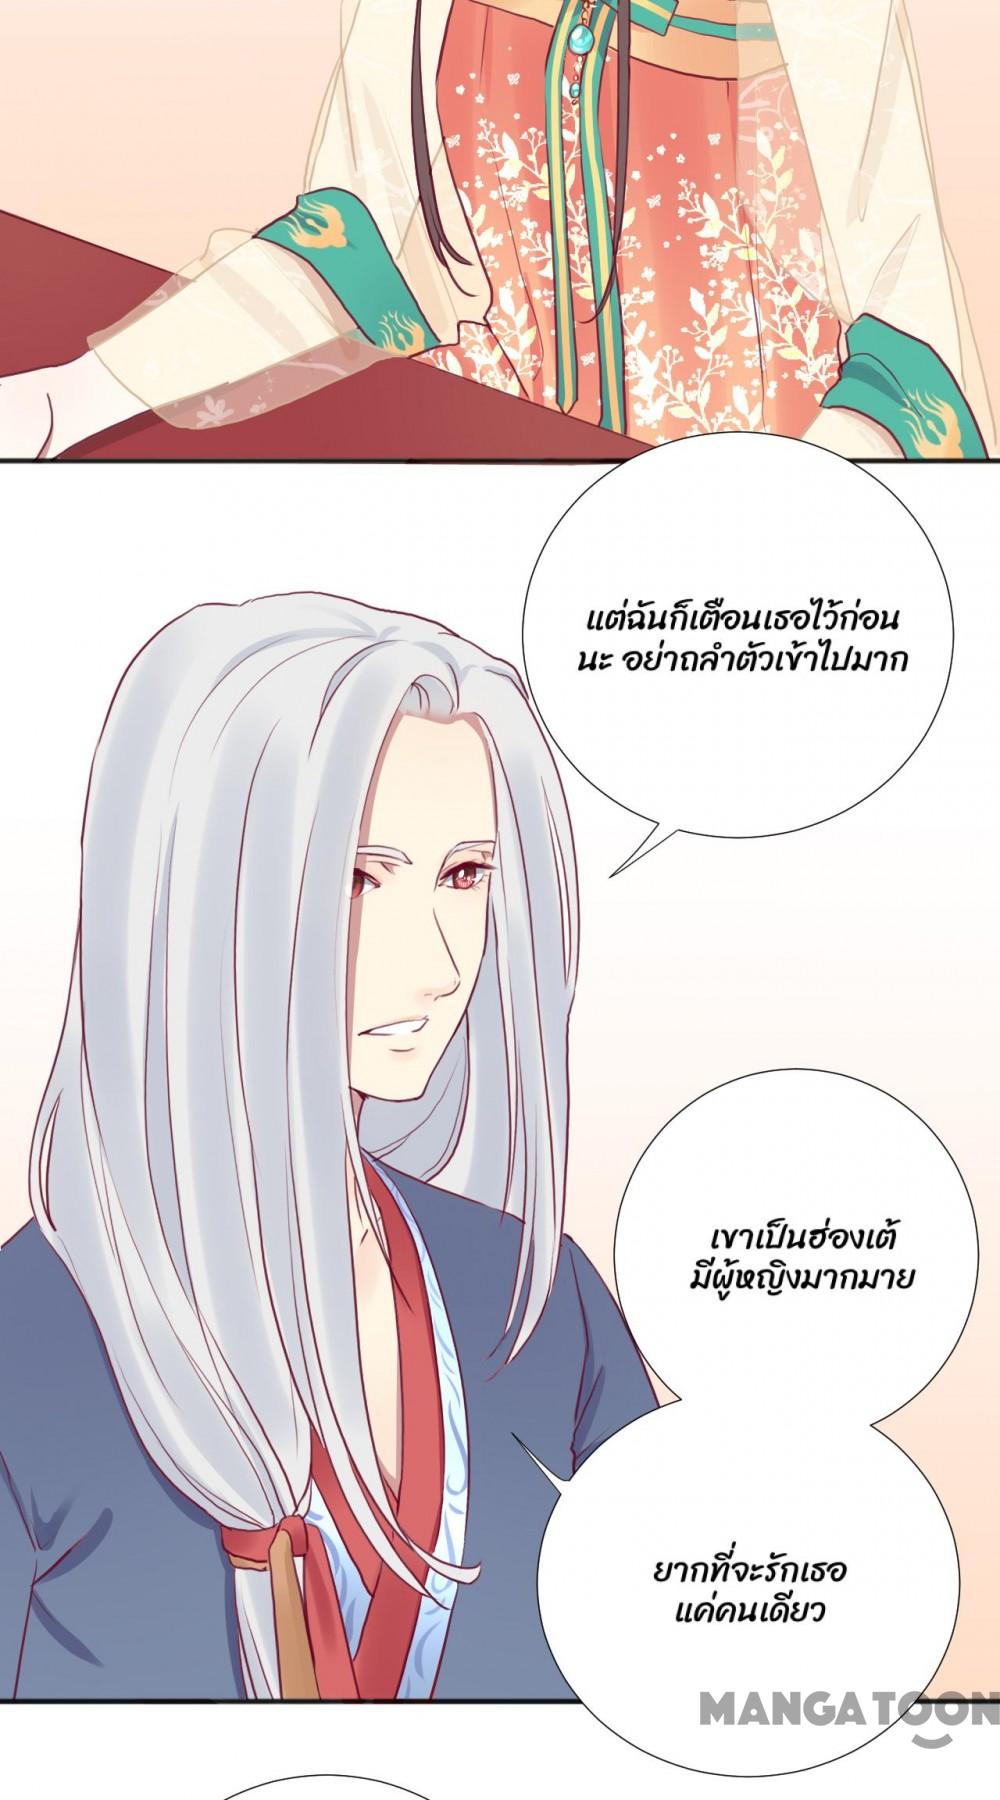 แต่ฉันก็เตือนเธอไว้ก่อน
นะ อย่าถลำตัวเข้าไปมาก
เขาเป็นฮ่องเต้
มีผู้หญิงมากมาย
ยากที่จะรักเธอ
แค่คนเดียว
MANGATOON